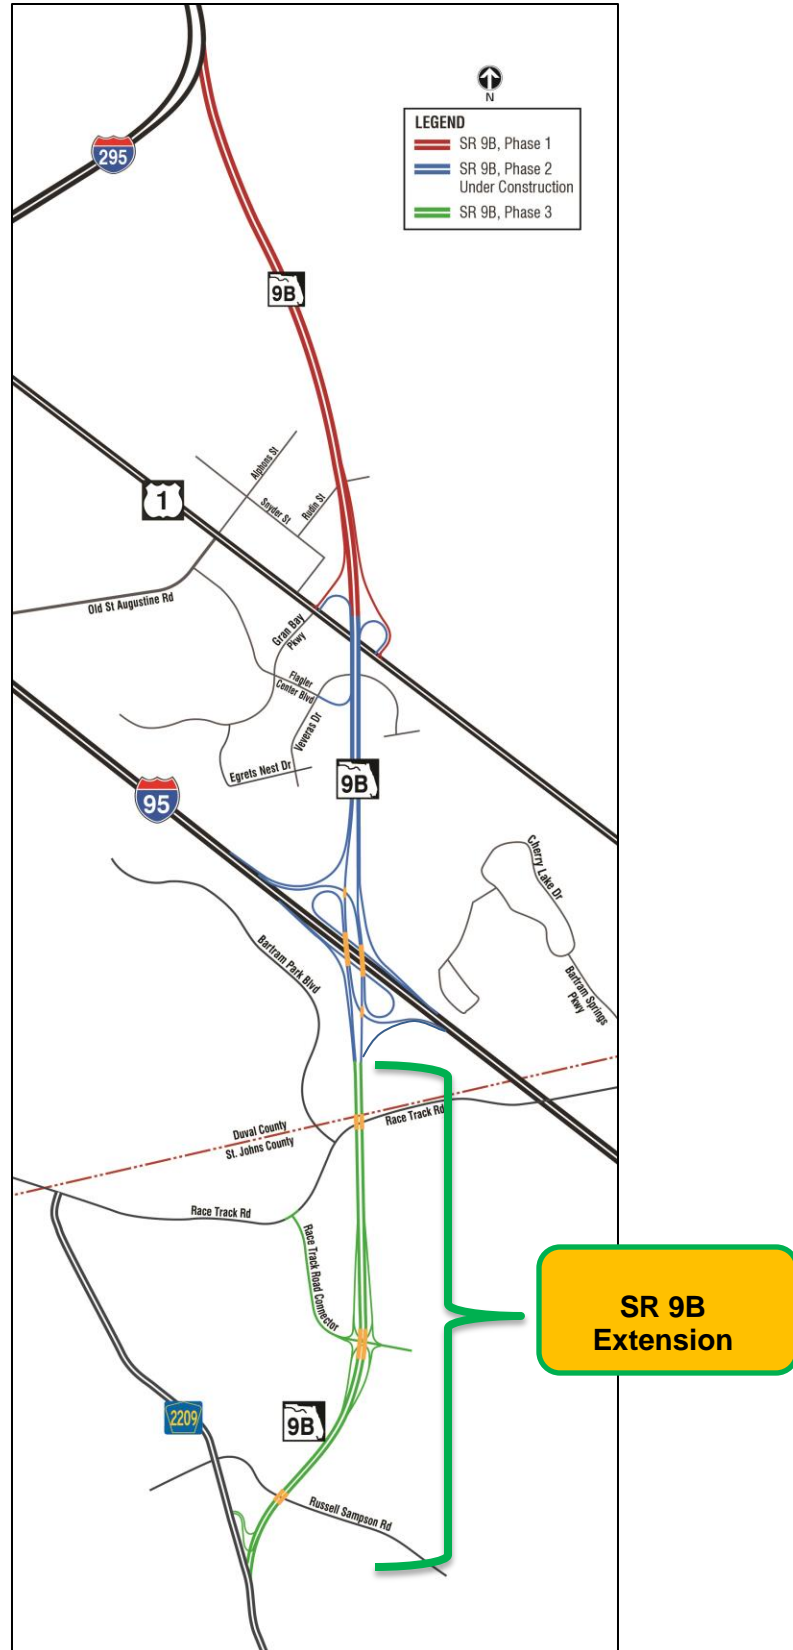 N
LEGEND
SR 9B, Phase 1
SR 9B, Phase 2
Under Construction
SR 9B, Phase 3
295
9B
Alphons St
Snyder St
Rudin St
1
Old St Augustine Rd
Gran Bay
Pkwy
Flagler
Center Blvd
Veveras Dr
Egrets Nest Dr
9B
95
Cherry Lake Dr
Bartram Park Blvd
Bartram Springs
Pkwy
Race Track Rd
Duval County
St. Johns County
Race Track Rd
Race Track Road Connector
SR 9B
Extension
2209
9B
Russell Sampson Rd